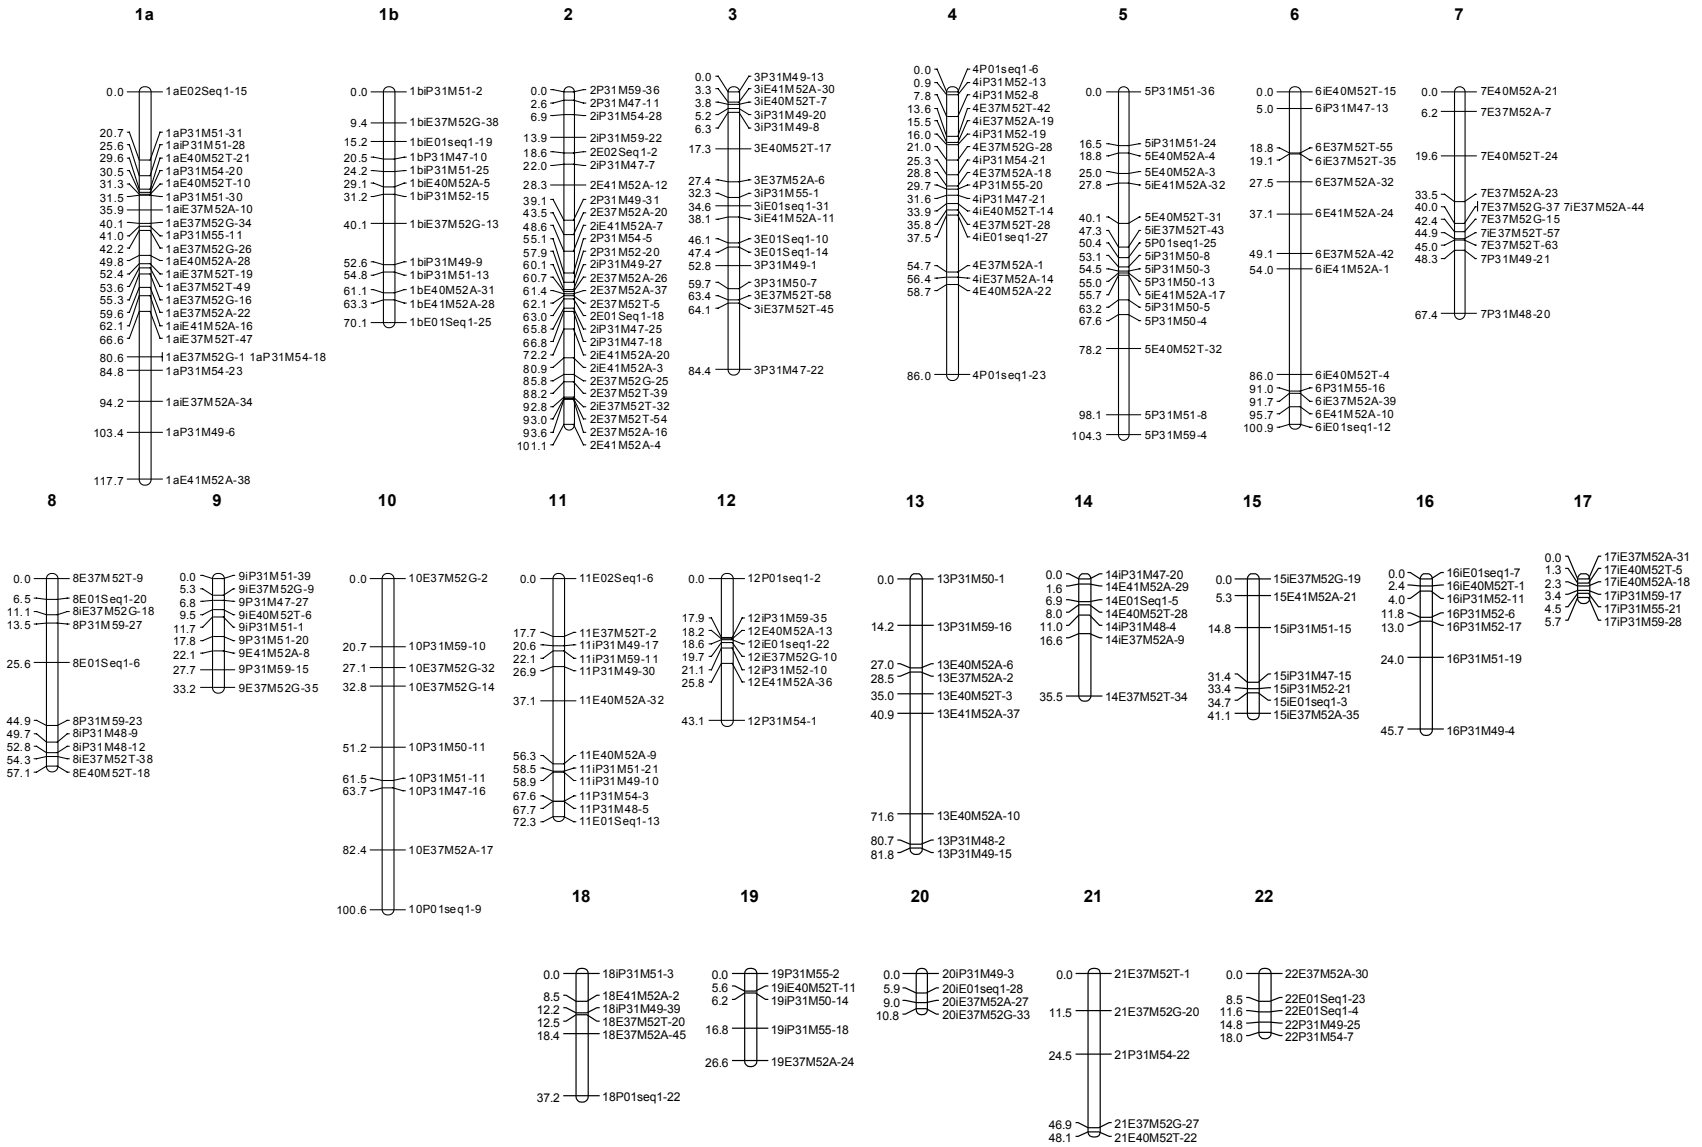 1a
0.0 1aE02Seq1-15
20.7 1aP31M51-31
25.6 1aiP31M51-28
29.6 1aE40M52T-21
30.5 1aP31M54-20
31.3 1aE40M52T-10
31.5 1aP31M51-30
35.9 1aiE37M52A-10
40.1 1aE37M52G-34
41.0 1aP31M55-11
42.2 1aE37M52G-26
49.8 1aE40M52A-28
52.4 1aiE37M52T-19
53.6 1aE37M52T-49
55.3 1aE37M52G-16
59.6 1aE37M52A-22
62.1 1aiE41M52A-16
66.6 1aiE37M52T-47
80.6 1aE37M52G-1 1aP31M54-18
84.8 1aP31M54-23
94.2 1aiE37M52A-34
103.4 1aP31M49-6
117.7 1aE41M52A-38
1b
0.0 1biP31M51-2
9.4 1biE37M52G-38
15.2 1biE01seq1-19
20.5 1bP31M47-10
24.2 1biP31M51-25
29.1 1biE40M52A-5
31.2 1biP31M52-15
40.1 1biE37M52G-13
52.6 1biP31M49-9
54.8 1biP31M51-13
61.1 1bE40M52A-31
63.3 1bE41M52A-28
70.1 1bE01Seq1-25
2
0.0 2P31M59-36
2.6 2P31M47-11
6.9 2iP31M54-28
13.9 2iP31M59-22
18.6 2E02Seq1-2
22.0 2iP31M47-7
28.3 2E41M52A-12
39.1 2P31M49-31
43.5 2E37M52A-20
48.6 2iE41M52A-7
55.1 2P31M54-5
57.9 2P31M52-20
60.1 2iP31M49-27
60.7 2E37M52A-26
61.4 2E37M52A-37
62.1 2E37M52T-5
63.0 2E01Seq1-18
65.8 2iP31M47-25
66.8 2iP31M47-18
72.2 2iE41M52A-20
80.9 2iE41M52A-3
85.8 2E37M52G-25
88.2 2E37M52T-39
92.8 2iE37M52T-32
93.0 2E37M52T-54
93.6 2E37M52A-16
101.1 2E41M52A-4
3
0.0 3P31M49-13
3.3 3iE41M52A-30
3.8 3iE40M52T-7
5.2 3iP31M49-20
6.3 3iP31M49-8
17.3 3E40M52T-17
27.4 3E37M52A-6
32.3 3iP31M55-1
34.6 3iE01seq1-31
38.1 3iE41M52A-11
46.1 3E01Seq1-10
47.4 3E01Seq1-14
52.8 3P31M49-1
59.7 3P31M50-7
63.4 3E37M52T-58
64.1 3iE37M52T-45
84.4 3P31M47-22
4
0.0 4P01seq1-6
0.9 4iP31M52-13
7.8 4iP31M52-8
13.6 4E37M52T-42
15.5 4iE37M52A-19
16.0 4iP31M52-19
21.0 4E37M52G-28
25.3 4iP31M54-21
28.8 4E37M52A-18
29.7 4P31M55-20
31.6 4iP31M47-21
33.9 4iE40M52T-14
35.8 4E37M52T-28
37.5 4iE01seq1-27
54.7 4E37M52A-1
56.4 4iE37M52A-14
58.7 4E40M52A-22
86.0 4P01seq1-23
5
0.0 5P31M51-36
16.5 5iP31M51-24
18.8 5E40M52A-4
25.0 5E40M52A-3
27.8 5iE41M52A-32
40.1 5E40M52T-31
47.3 5iE37M52T-43
50.4 5P01seq1-25
53.1 5iP31M50-8
54.5 5iP31M50-3
55.0 5P31M50-13
55.7 5iE41M52A-17
63.2 5iP31M50-5
67.6 5P31M50-4
78.2 5E40M52T-32
98.1 5P31M51-8
104.3 5P31M59-4
6
0.0 6iE40M52T-15
5.0 6iP31M47-13
18.8 6E37M52T-55
19.1 6iE37M52T-35
27.5 6E37M52A-32
37.1 6E41M52A-24
49.1 6E37M52A-42
54.0 6iE41M52A-1
86.0 6iE40M52T-4
91.0 6P31M55-16
91.7 6iE37M52A-39
95.7 6E41M52A-10
100.9 6iE01seq1-12
7
0.0 7E40M52A-21
6.2 7E37M52A-7
19.6 7E40M52T-24
33.5 7E37M52A-23
40.0 7E37M52G-37 7iE37M52A-44
42.4 7E37M52G-15
44.9 7iE37M52T-57
45.0 7E37M52T-63
48.3 7P31M49-21
67.4 7P31M48-20
8
0.0 8E37M52T-9
6.5 8E01Seq1-20
11.1 8iE37M52G-18
13.5 8P31M59-27
25.6 8E01Seq1-6
44.9 8P31M59-23
49.7 8iP31M48-9
52.8 8iP31M48-12
54.3 8iE37M52T-38
57.1 8E40M52T-18
9
0.0 9iP31M51-39
5.3 9iE37M52G-9
6.8 9P31M47-27
9.5 9iE40M52T-6
11.7 9iP31M51-1
17.8 9P31M51-20
22.1 9E41M52A-8
27.7 9P31M59-15
33.2 9E37M52G-35
10
0.0 10E37M52G-2
20.7 10P31M59-10
27.1 10E37M52G-32
32.8 10E37M52G-14
51.2 10P31M50-11
61.5 10P31M51-11
63.7 10P31M47-16
82.4 10E37M52A-17
100.6 10P01seq1-9
11
0.0 11E02Seq1-6
17.7 11E37M52T-2
20.6 11iP31M49-17
22.1 11iP31M59-11
26.9 11P31M49-30
37.1 11E40M52A-32
56.3 11E40M52A-9
58.5 11iP31M51-21
58.9 11iP31M49-10
67.6 11P31M54-3
67.7 11P31M48-5
72.3 11E01Seq1-13
12
0.0 12P01seq1-2
17.9 12iP31M59-35
18.2 12E40M52A-13
18.6 12iE01seq1-22
19.7 12iE37M52G-10
21.1 12iP31M52-10
25.8 12E41M52A-36
43.1 12P31M54-1
13
0.0 13P31M50-1
14.2 13P31M59-16
27.0 13E40M52A-6
28.5 13E37M52A-2
35.0 13E40M52T-3
40.9 13E41M52A-37
71.6 13E40M52A-10
80.7 13P31M48-2
81.8 13P31M49-15
14
0.0 14iP31M47-20
1.6 14E41M52A-29
6.9 14E01Seq1-5
8.0 14E40M52T-28
11.0 14iP31M48-4
16.6 14iE37M52A-9
35.5 14E37M52T-34
15
0.0 15iE37M52G-19
5.3 15E41M52A-21
14.8 15iP31M51-15
31.4 15iP31M47-15
33.4 15iP31M52-21
34.7 15iE01seq1-3
41.1 15iE37M52A-35
16
0.0 16iE01seq1-7
2.4 16iE40M52T-1
4.0 16iP31M52-11
11.8 16P31M52-6
13.0 16P31M52-17
24.0 16P31M51-19
45.7 16P31M49-4
17
0.0 17iE37M52A-31
1.3 17iE40M52T-5
2.3 17iE40M52A-18
3.4 17iP31M59-17
4.5 17iP31M55-21
5.7 17iP31M59-28
18
0.0 18iP31M51-3
8.5 18E41M52A-2
12.2 18iP31M49-39
12.5 18E37M52T-20
18.4 18E37M52A-45
37.2 18P01seq1-22
19
0.0 19P31M55-2
5.6 19iE40M52T-11
6.2 19iP31M50-14
16.8 19iP31M55-18
26.6 19E37M52A-24
20
0.0 20iP31M49-3
5.9 20iE01seq1-28
9.0 20iE37M52A-27
10.8 20iE37M52G-33
21
0.0 21E37M52T-1
11.5 21E37M52G-20
24.5 21P31M54-22
46.9 21E37M52G-27
48.1 21E40M52T-22
22
0.0 22E37M52A-30
8.5 22E01Seq1-23
11.6 22E01Seq1-4
14.8 22P31M49-25
18.0 22P31M54-7